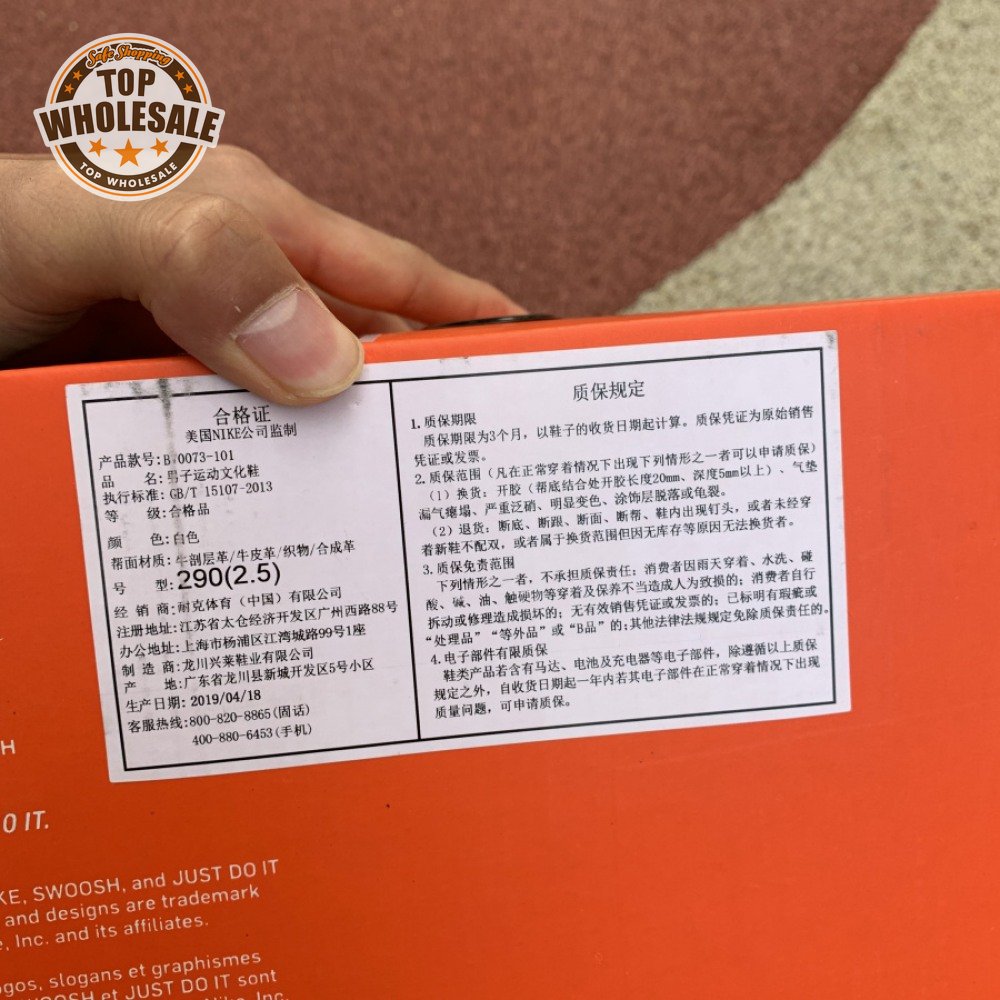 Safe Shopping
TOP
WHOLESALE
TOP WHOLESALE
合格证
美国NIKE公司监制
产品款号:B 0073-101
品 名:男子运动文化鞋
执行标准:GB/T 15107-2013
等 级:合格品
颜 色:白色
帮面材质:牛剖层革/牛皮革/织物/合成革
号 型:290(2.5)
经 销 商:耐克体育（中国）有限公司
注册地址:江苏省太仓经济开发区广州西路88号
办公地址:上海市杨浦区江湾城路99号1座
制 造 商:龙川兴莱鞋业有限公司
产 地:广东省龙川县新城开发区5号小区
生产日期:2019/04/18
客服热线:800-820-8865(固话)
400-880-6453(手机)
质保规定
1.质保期限
质保期限为3个月，以鞋子的收货日期起计算。质保凭证为原始销售
凭证或发票。
2.质保范围（凡在正常穿着情况下出现下列情形之一者可以申请质保）
（1）换货：开胶（帮底结合处开胶长度20mm、深度5mm以上）、气垫
漏气瘪塌、严重泛硝、明显变色、涂饰层脱落或龟裂。
（2）退货：断底、断跟、断面、断帮、鞋内出现钉头，或者未经穿
着新鞋不配双，或者属于换货范围但因无库存等原因无法换货者。
3.质保免责范围
下列情形之一者，不承担质保责任：消费者因雨天穿着、水洗、碰
酸、碱、油、触硬物等穿着及保养不当造成人为致损的；消费者自行
拆动或修理造成损坏的；无有效销售凭证或发票的；已标明有瑕疵或
“处理品”“等外品”或“B品”的；其他法律法规规定免除质保责任的。
4.电子部件有限质保
鞋类产品若含有马达、电池及充电器等电子部件，除遵循以上质保
规定之外，自收货日期起一年内若其电子部件在正常穿着情况下出现
质量问题，可申请质保。
H
O IT.
KE, SWOOSH, and JUST DO IT
and designs are trademark
e, Inc. and its affiliates.
ogos, slogans et graphismes
WOOSH et JUST DO IT sont
Nike, Inc.